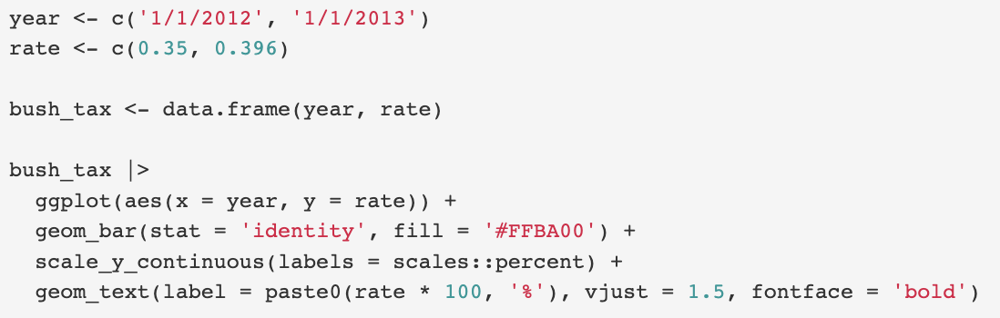 year <- c('1/1/2012', '1/1/2013')
rate <- c(0.35, 0.396)

bush_tax <- data.frame(year, rate)

bush_tax |>
  ggplot(aes(x = year, y = rate)) +
  geom_bar(stat = 'identity', fill = '#FFBA00') +
  scale_y_continuous(labels = scales::percent) +
  geom_text(label = paste0(rate * 100, '%'), vjust = 1.5, fontface = 'bold')